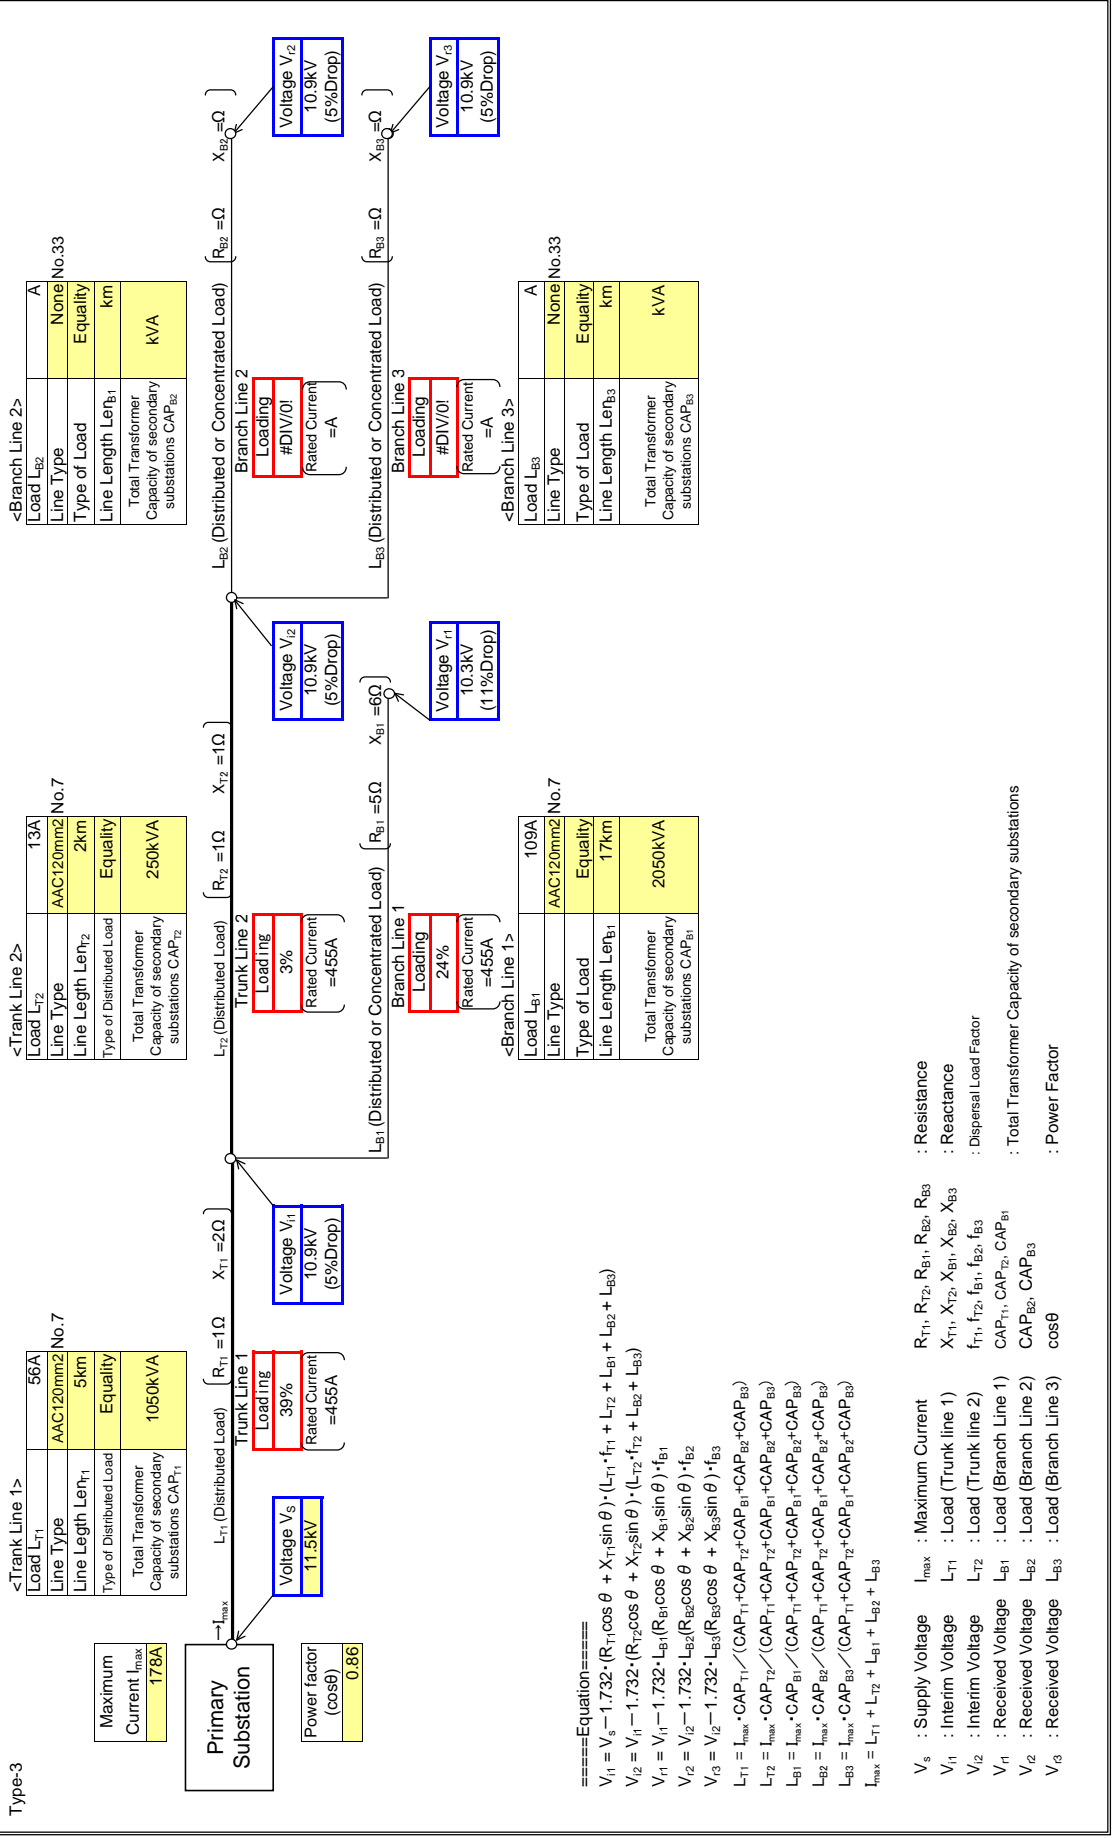 Type-3
Maximum
Current Imax
178A
Primary
Substation
Power factor
(cosθ)
0.86
→Imax
Voltage VS
11.5kV
<Trank Line 1>
Load LT1 56A
Line Type AAC120mm2 No.7
Line Length LenT1 5km
Type of Distributed Load Equality
Total Transformer
Capacity of secondary
substations CAPT1
1050kVA
LT1 (Distributed Load) (RT1 =1Ω XT1 =2Ω)
Trunk Line 1
Loading
39%
Rated Current
=455A
Voltage Vi1
10.9kV
(5%Drop)
<Trank Line 2>
Load LT2 13A
Line Type AAC120mm2 No.7
Line Legth LenT2 2km
Type of Distributed Load Equality
Total Transformer
Capacity of secondary
substations CAPT2
250kVA
LT2 (Distributed Load) (RT2 =1Ω XT2 =1Ω)
Trunk Line 2
Loading
3%
Rated Current
=455A
Voltage Vi2
10.9kV
(5%Drop)
LB1 (Distributed or Concentrated Load) (RB1 =5Ω XB1 =6Ω)
Branch Line 1
Loading
24%
Rated Current
=455A
Voltage Vr1
10.3kV
(11%Drop)
<Branch Line 1>
Load LB1 109A
Line Type AAC120mm2 No.7
Type of Load Equality
Line Length LenB1 17km
Total Transformer
Capacity of secondary
substations CAPB1
2050kVA
<Branch Line 2>
Load LB2 A
Line Type None No.33
Type of Load Equality
Line Length LenB1 km
Total Transformer
Capacity of secondary
substations CAPB2
kVA
LB2 (Distributed or Concentrated Load) (RB2 =Ω XB2 =Ω)
Branch Line 2
Loading
#DIV/0!
Rated Current
=A
Voltage Vr2
10.9kV
(5%Drop)
LB3 (Distributed or Concentrated Load) (RB3 =Ω XB3 =Ω)
Branch Line 3
Loading
#DIV/0!
Rated Current
=A
Voltage Vr3
10.9kV
(5%Drop)
<Branch Line 3>
Load LB3 A
Line Type None No.33
Type of Load Equality
Line Length LenB3 km
Total Transformer
Capacity of secondary
substations CAPB3
kVA
=====Equation=====
Vi1 = Vs−1.732・(RT1cos θ + XT1sin θ)・(LT1・fT1 + LT2 + LB1 + LB2 + LB3)
Vi2 = Vi1−1.732・(RT2cos θ + XT2sin θ)・(LT2・fT2 + LB2 + LB3)
Vr1 = Vi1−1.732・LB1(RB1cos θ + XB1sin θ)・fB1
Vr2 = Vi2−1.732・LB2(RB2cos θ + XB2sin θ)・fB2
Vr3 = Vi2−1.732・LB3(RB3cos θ + XB3sin θ)・fB3
LT1 = Imax・CAPT1／(CAPT1+CAPT2+CAPB1+CAPB2+CAPB3)
LT2 = Imax・CAPT2／(CAPT1+CAPT2+CAPB1+CAPB2+CAPB3)
LB1 = Imax・CAPB1／(CAPT1+CAPT2+CAPB1+CAPB2+CAPB3)
LB2 = Imax・CAPB2／(CAPT1+CAPT2+CAPB1+CAPB2+CAPB3)
LB3 = Imax・CAPB3／(CAPT1+CAPT2+CAPB1+CAPB2+CAPB3)
Imax = LT1 + LT2 + LB1 + LB2 + LB3
Vs : Supply Voltage Imax : Maximum Current RT1, RT2, RB1, RB2, RB3 : Resistance
Vi1 : Interim Voltage LT1 : Load (Trunk line 1) XT1, XT2, XB1, XB2, XB3 : Reactance
Vi2 : Interim Voltage LT2 : Load (Trunk line 2) fT1, fT2, fB1, fB2, fB3 : Dispersal Load Factor
Vr1 : Received Voltage LB1 : Load (Branch Line 1) CAPT1, CAPT2, CAPB1 : Total Transformer Capacity of secondary substations
Vr2 : Received Voltage LB2 : Load (Branch Line 2) CAPB2, CAPB3
Vr3 : Received Voltage LB3 : Load (Branch Line 3) cosθ : Power Factor